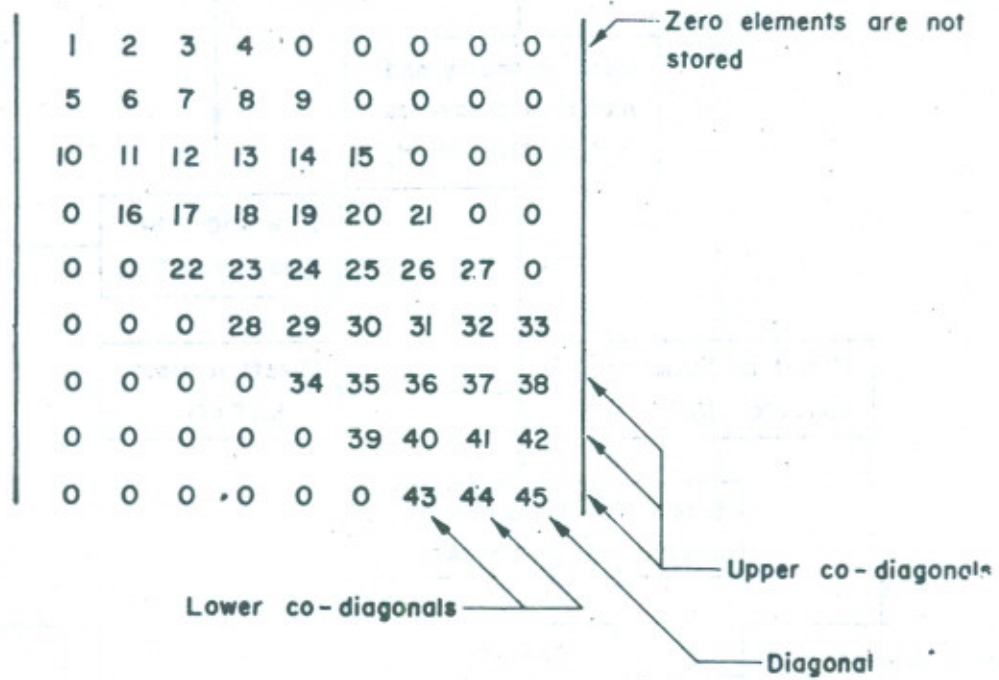 Zero elements are not
stored
1 2 3 4 0 0 0 0 0
5 6 7 8 9 0 0 0 0
10 11 12 13 14 15 0 0 0
0 16 17 18 19 20 21 0 0
0 0 22 23 24 25 26 27 0
0 0 0 28 29 30 31 32 33
0 0 0 0 34 35 36 37 38
0 0 0 0 0 39 40 41 42
0 0 0 0 0 0 43 44 45
Upper co-diagonals
Lower co-diagonals
Diagonal